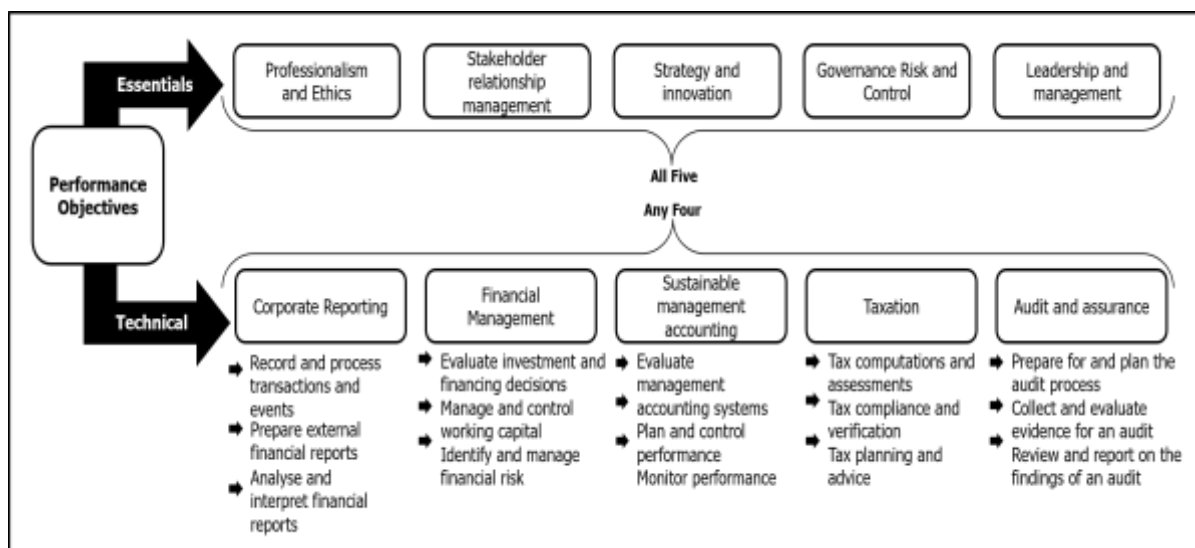 Essentials
Professionalism
and Ethics
Stakeholder
relationship
management
Strategy and
innovation
Governance Risk and
Control
Leadership and
management
Performance
Objectives
All Five
Any Four
Technical
Corporate Reporting
Financial
Management
Sustainable
management
accounting
Taxation
Audit and assurance
Record and process
transactions and
events
Prepare external
financial reports
Analyse and
interpret financial
reports
Evaluate investment and
financing decisions
Manage and control
working capital
Identify and manage
financial risk
Evaluate
management
accounting systems
Plan and control
performance
Monitor performance
Tax computations and
assessments
Tax compliance and
verification
Tax planning and
advice
Prepare for and plan the
audit process
Collect and evaluate
evidence for an audit
Review and report on the
findings of an audit